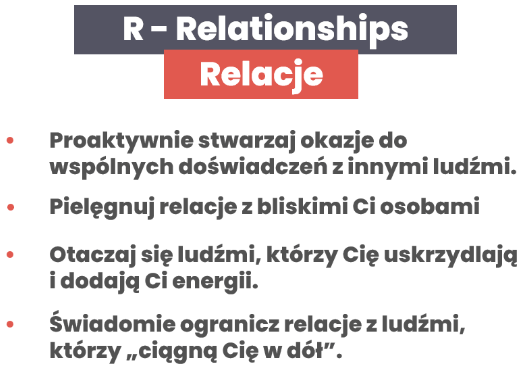 R - Relationships
Relacje
• Proaktywnie stwarzaj okazje do
wspólnych doświadczeń z innymi ludźmi.
• Pielęgnuj relacje z bliskimi Ci osobami
• Otaczaj się ludźmi, którzy Cię uskrzydlają
i dodają Ci energii.
• Świadomie ogranicz relacje z ludźmi,
którzy „ciągną Cię w dół”.